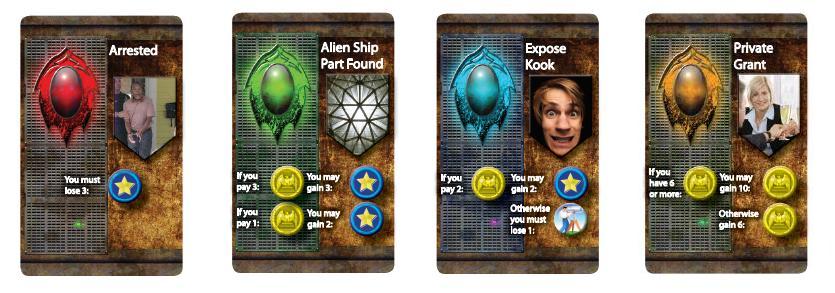 Arrested
You must
lose 3:
Alien Ship
Part Found
If you
pay 3:
You may
gain 3:
If you
pay 1:
You may
gain 2:
Expose
Kook
If you
pay 2:
You may
gain 2:
Otherwise
you must
lose 1:
Private
Grant
If you
have 6
or more:
You may
gain 10:
Otherwise
gain 6: